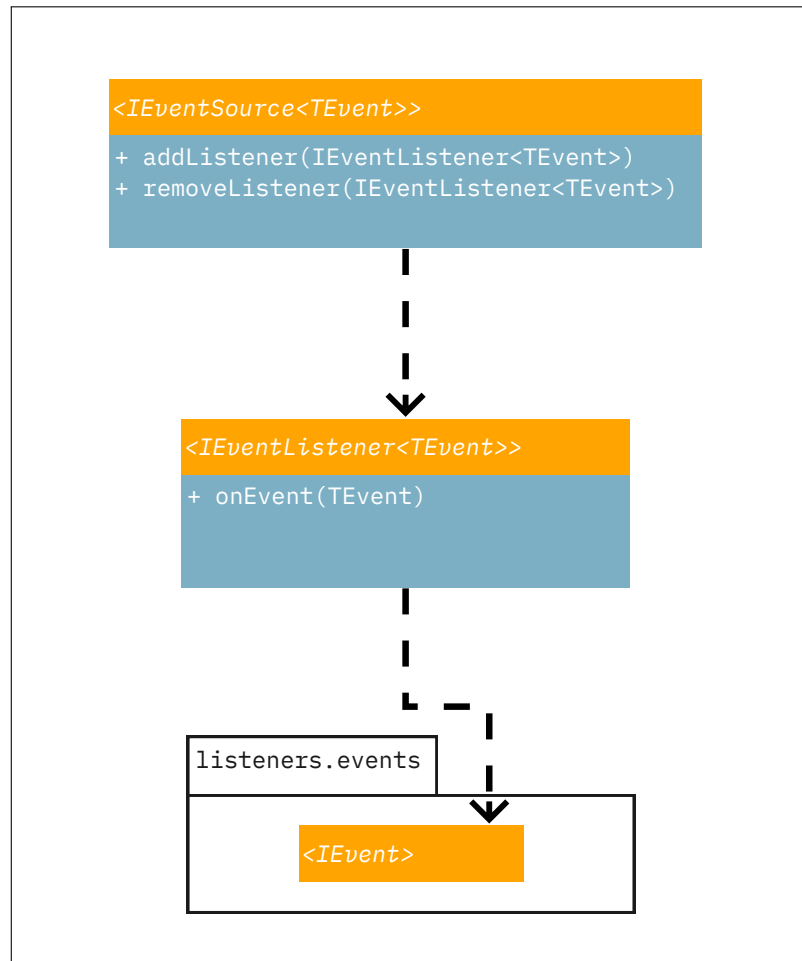 <IEventSource<TEvent>>
+ addListener(IEventListener<TEvent>)
+ removeListener(IEventListener<TEvent>)
<IEventListener<TEvent>>
+ onEvent(TEvent)
listeners.events
<IEvent>